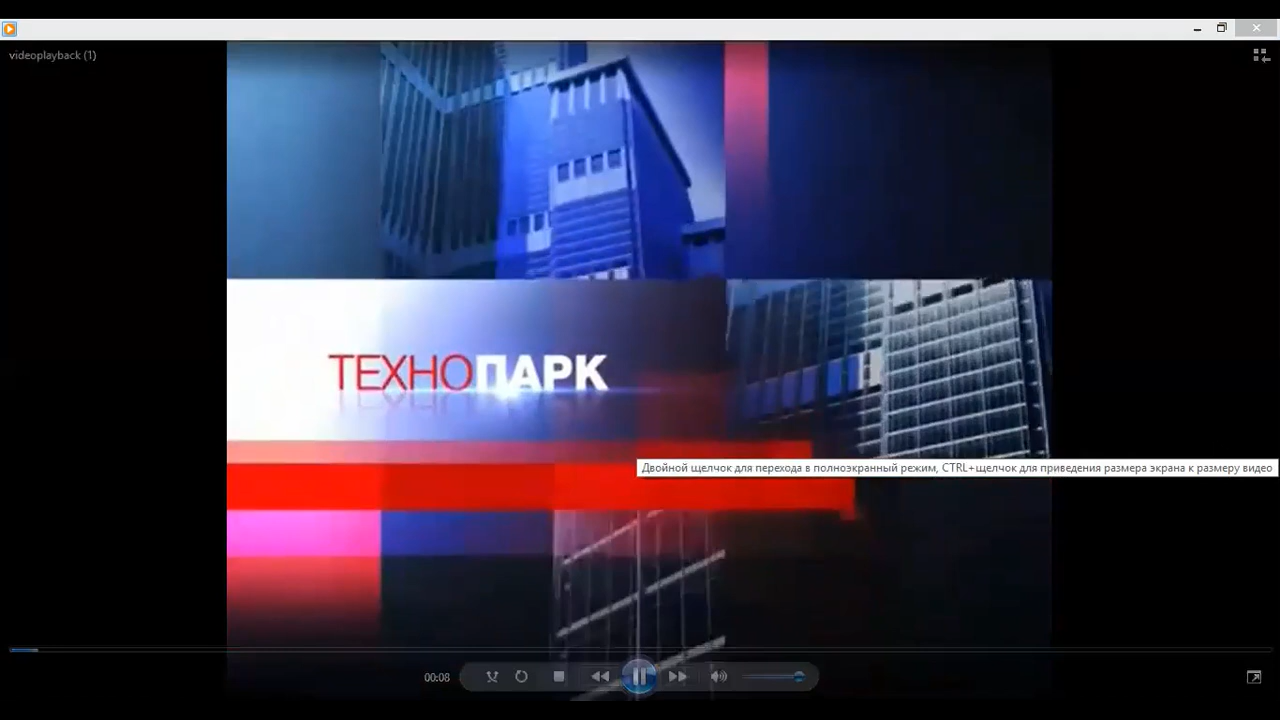 videoplayback (1)
ТЕХНОПАРК
Двойной щелчок для перехода в полноэкранный режим, CTRL+щелчок для приведения размера экрана к размеру видео
00:08